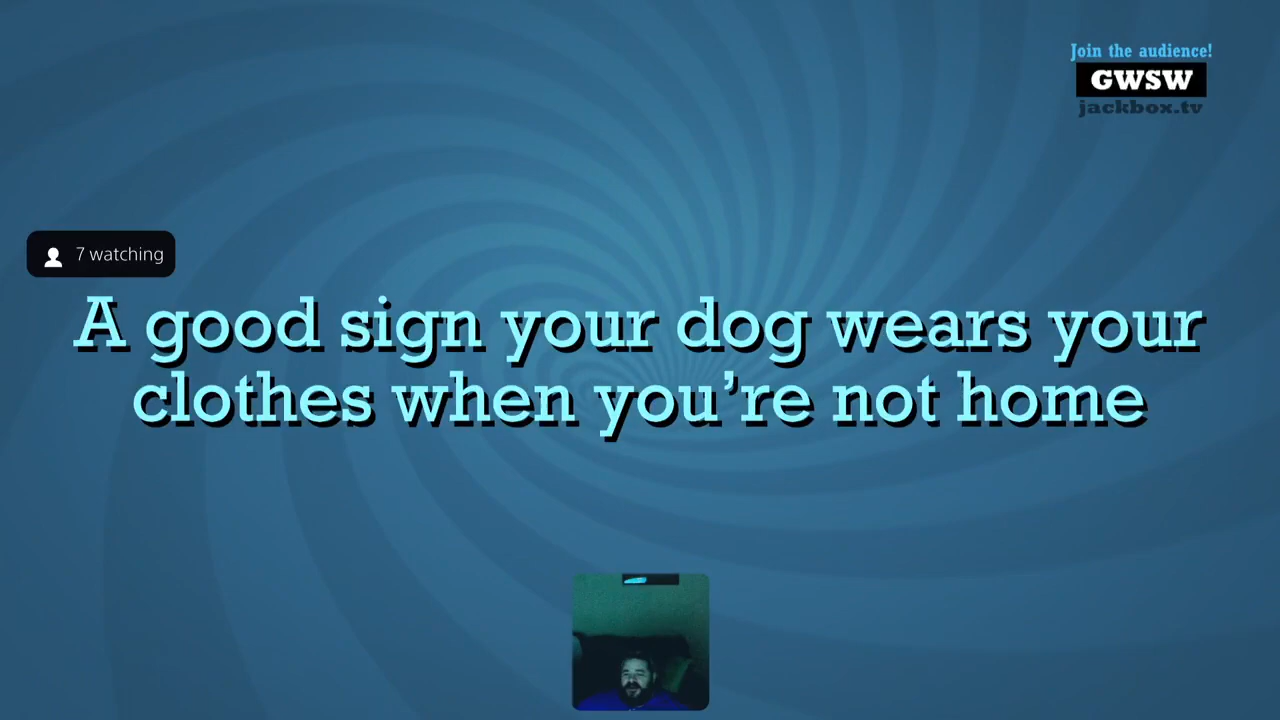 Join the audience!
GWSW
jackbox.tv
7 watching
A good sign your dog wears your
clothes when you’re not home